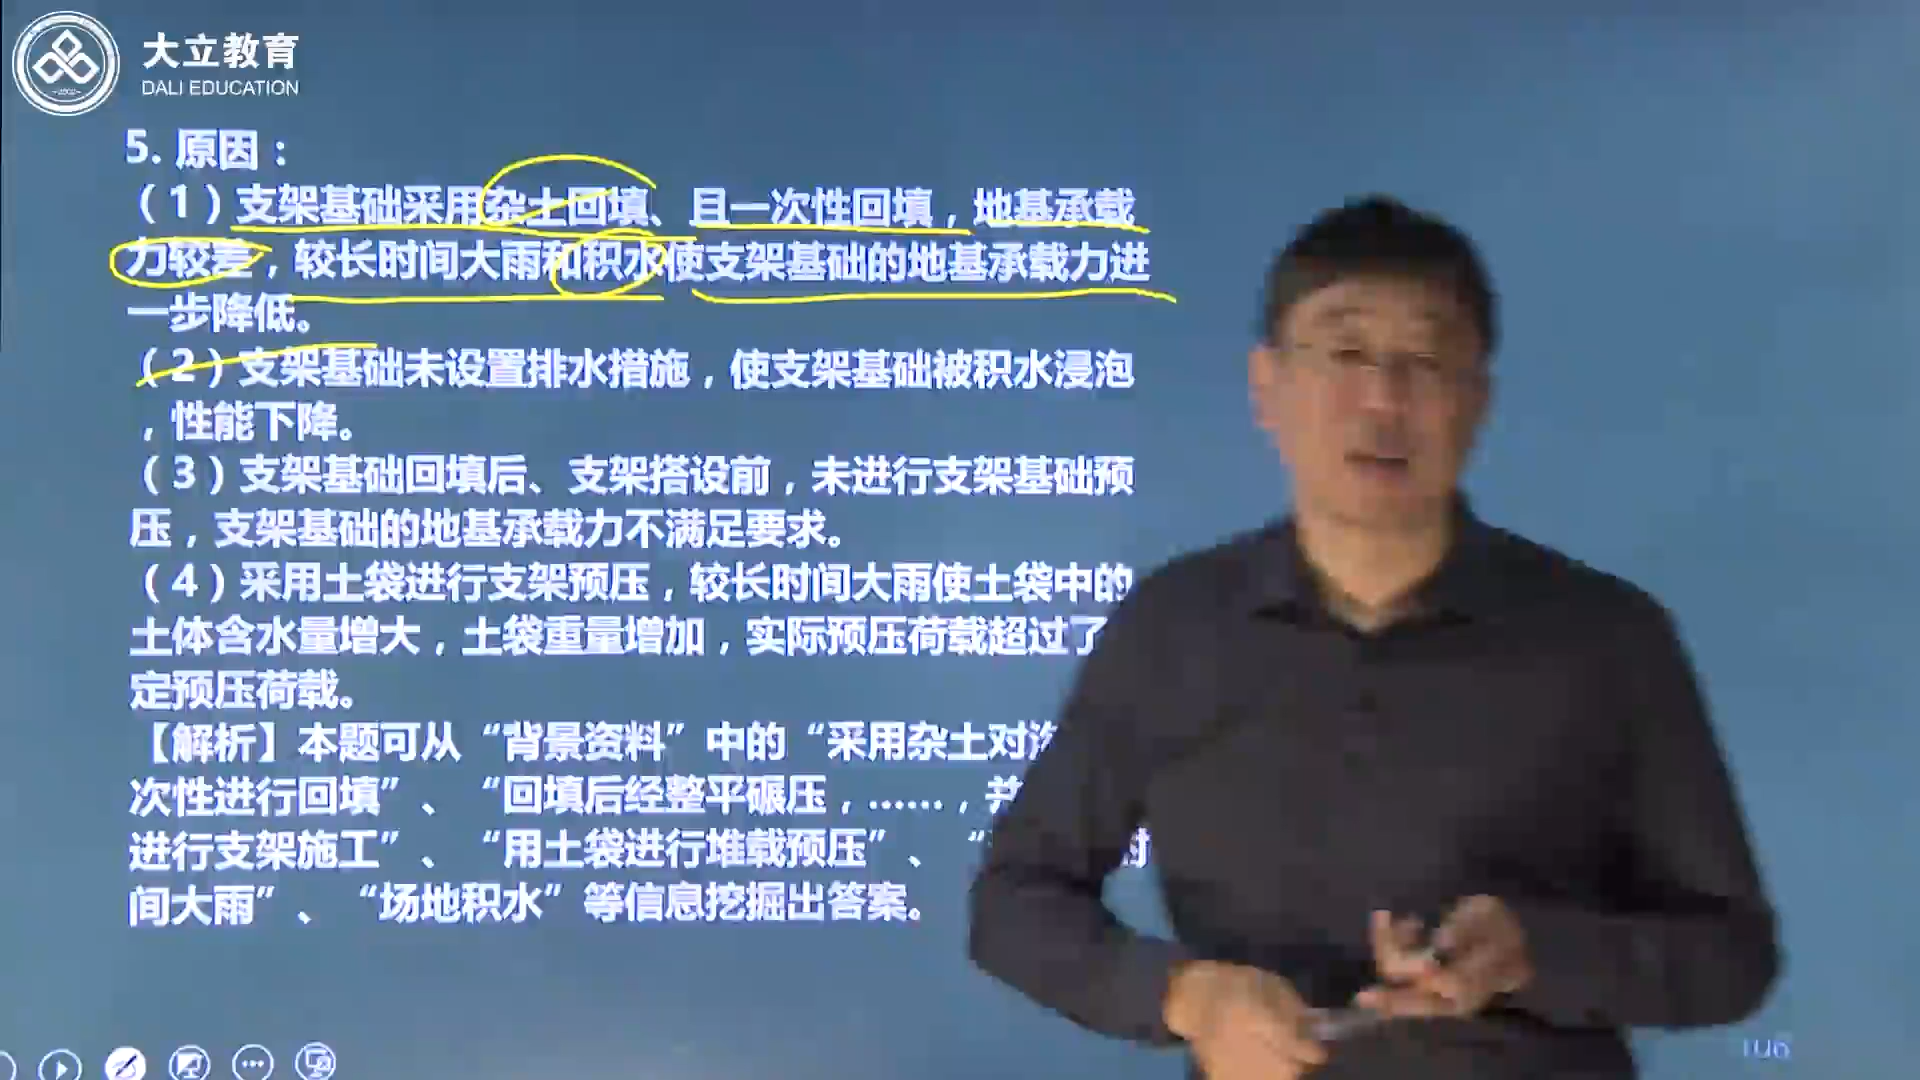 大立教育
DALI EDUCATION
5. 原因：
（1）支架基础采用杂土回填、且一次性回填，地基承载
力较差，较长时间大雨和积水使支架基础的地基承载力进
一步降低。
（2）支架基础未设置排水措施，使支架基础被积水浸泡
，性能下降。
（3）支架基础回填后、支架搭设前，未进行支架基础预
压，支架基础的地基承载力不满足要求。
（4）采用土袋进行支架预压，较长时间大雨使土袋中的
土体含水量增大，土袋重量增加，实际预压荷载超过了
定预压荷载。
【解析】本题可从“背景资料”中的“采用杂土对沟
次性进行回填”、“回填后经整平碾压，……，并
进行支架施工”、“用土袋进行堆载预压”、“
间大雨”、“场地积水”等信息挖掘出答案。
106